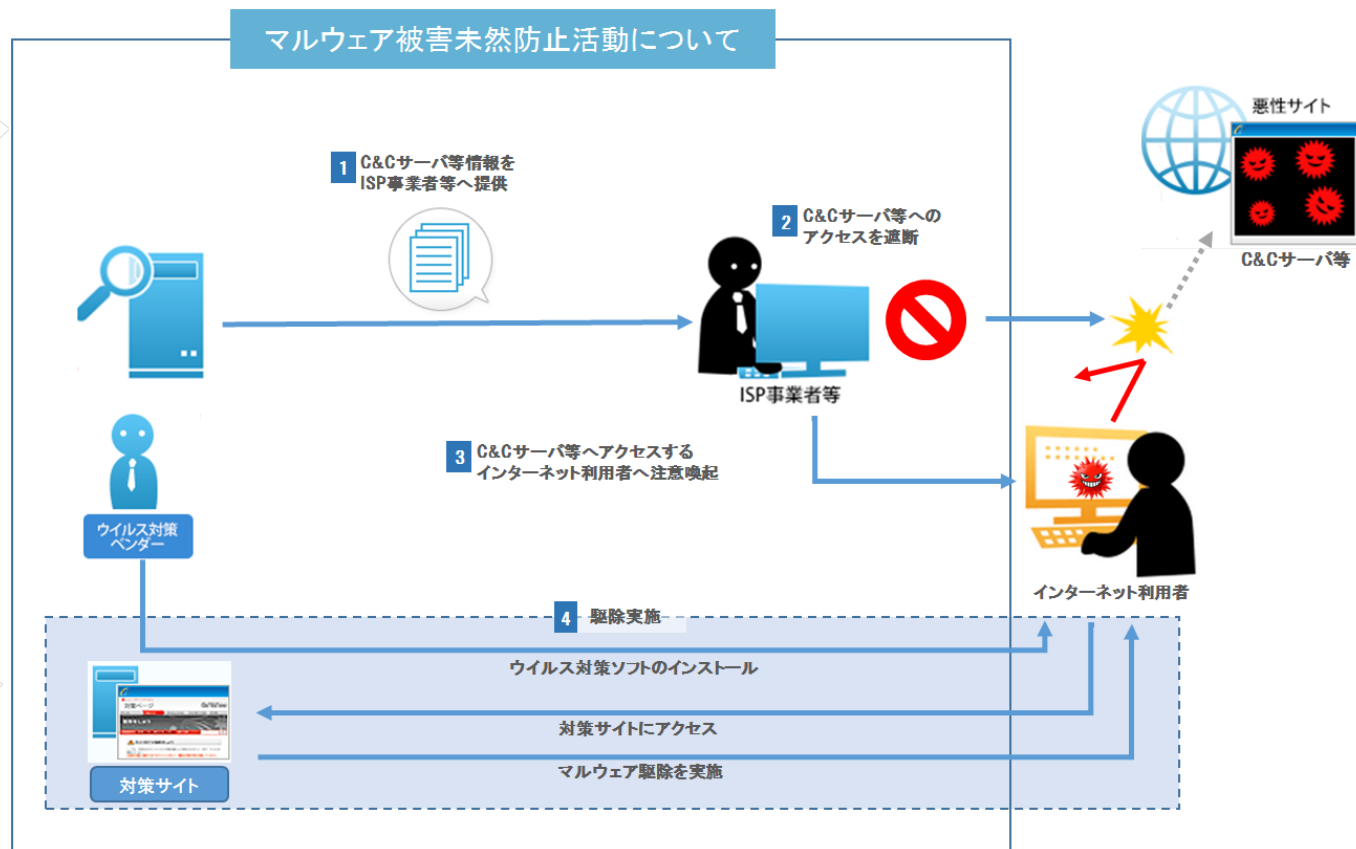 マルウェア被害未然防止活動について
悪性サイト
1 C&Cサーバ等情報を
ISP事業者等へ提供
2 C&Cサーバ等への
アクセスを遮断
C&Cサーバ等
ISP事業者等
3 C&Cサーバ等へアクセスする
インターネット利用者へ注意喚起
ウイルス対策
ベンダー
インターネット利用者
4 駆除実施
ウイルス対策ソフトのインストール
対策ページ
対策サイトにアクセス
マルウェア駆除を実施
対策サイト